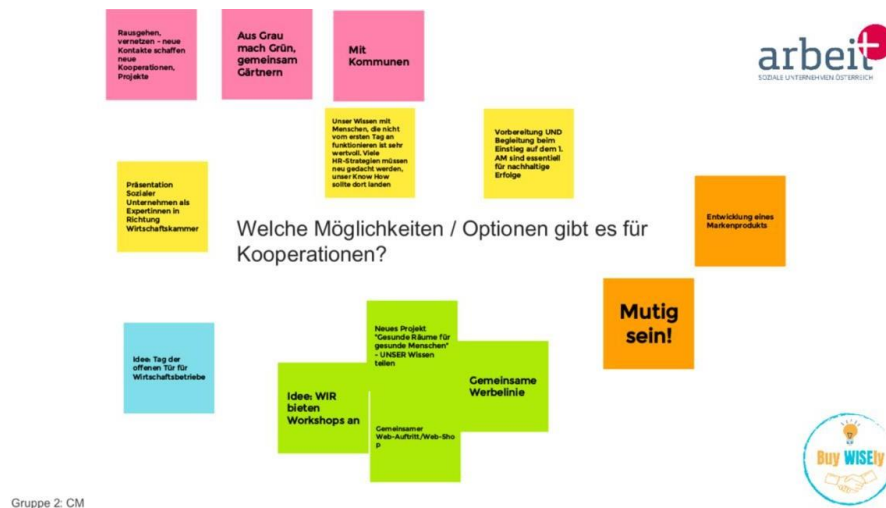 Rausgehen,
vernetzen - neue
Kontakte schaffen
neue
Kooperationen,
Projekte
Aus Grau
mach Grün,
gemeinsam
Gärtnern
Mit
Kommunen
arbeit+
SOZIALE UNTERNEHMEN ÖSTERREICH
Unser Wissen mit
Menschen, die nicht
vom ersten Tag an
funktionieren ist sehr
wertvoll. Viele
HR-Strategien müssen
neu gedacht werden,
unser Know How
sollte dort landen
Vorbereitung UND
Begleitung beim
Einstieg auf dem 1.
AM sind essentiell
für nachhaltige
Erfolge
Präsentation
Sozialer
Unternehmen als
Expertinnen in
Richtung
Wirtschaftskammer
Entwicklung eines
Markenprodukts
Welche Möglichkeiten / Optionen gibt es für
Kooperationen?
Mutig
sein!
Idee: Tag der
offenen Tür für
Wirtschaftsbetriebe
Neues Projekt
"Gesunde Räume für
gesunde Menschen"
- UNSER Wissen
teilen
Idee: WIR
bieten
Workshops an
Gemeinsame
Werbelinie
Gemeinsamer
Web-Auftritt/Web-Sho
p
Buy WISEly
Gruppe 2: CM